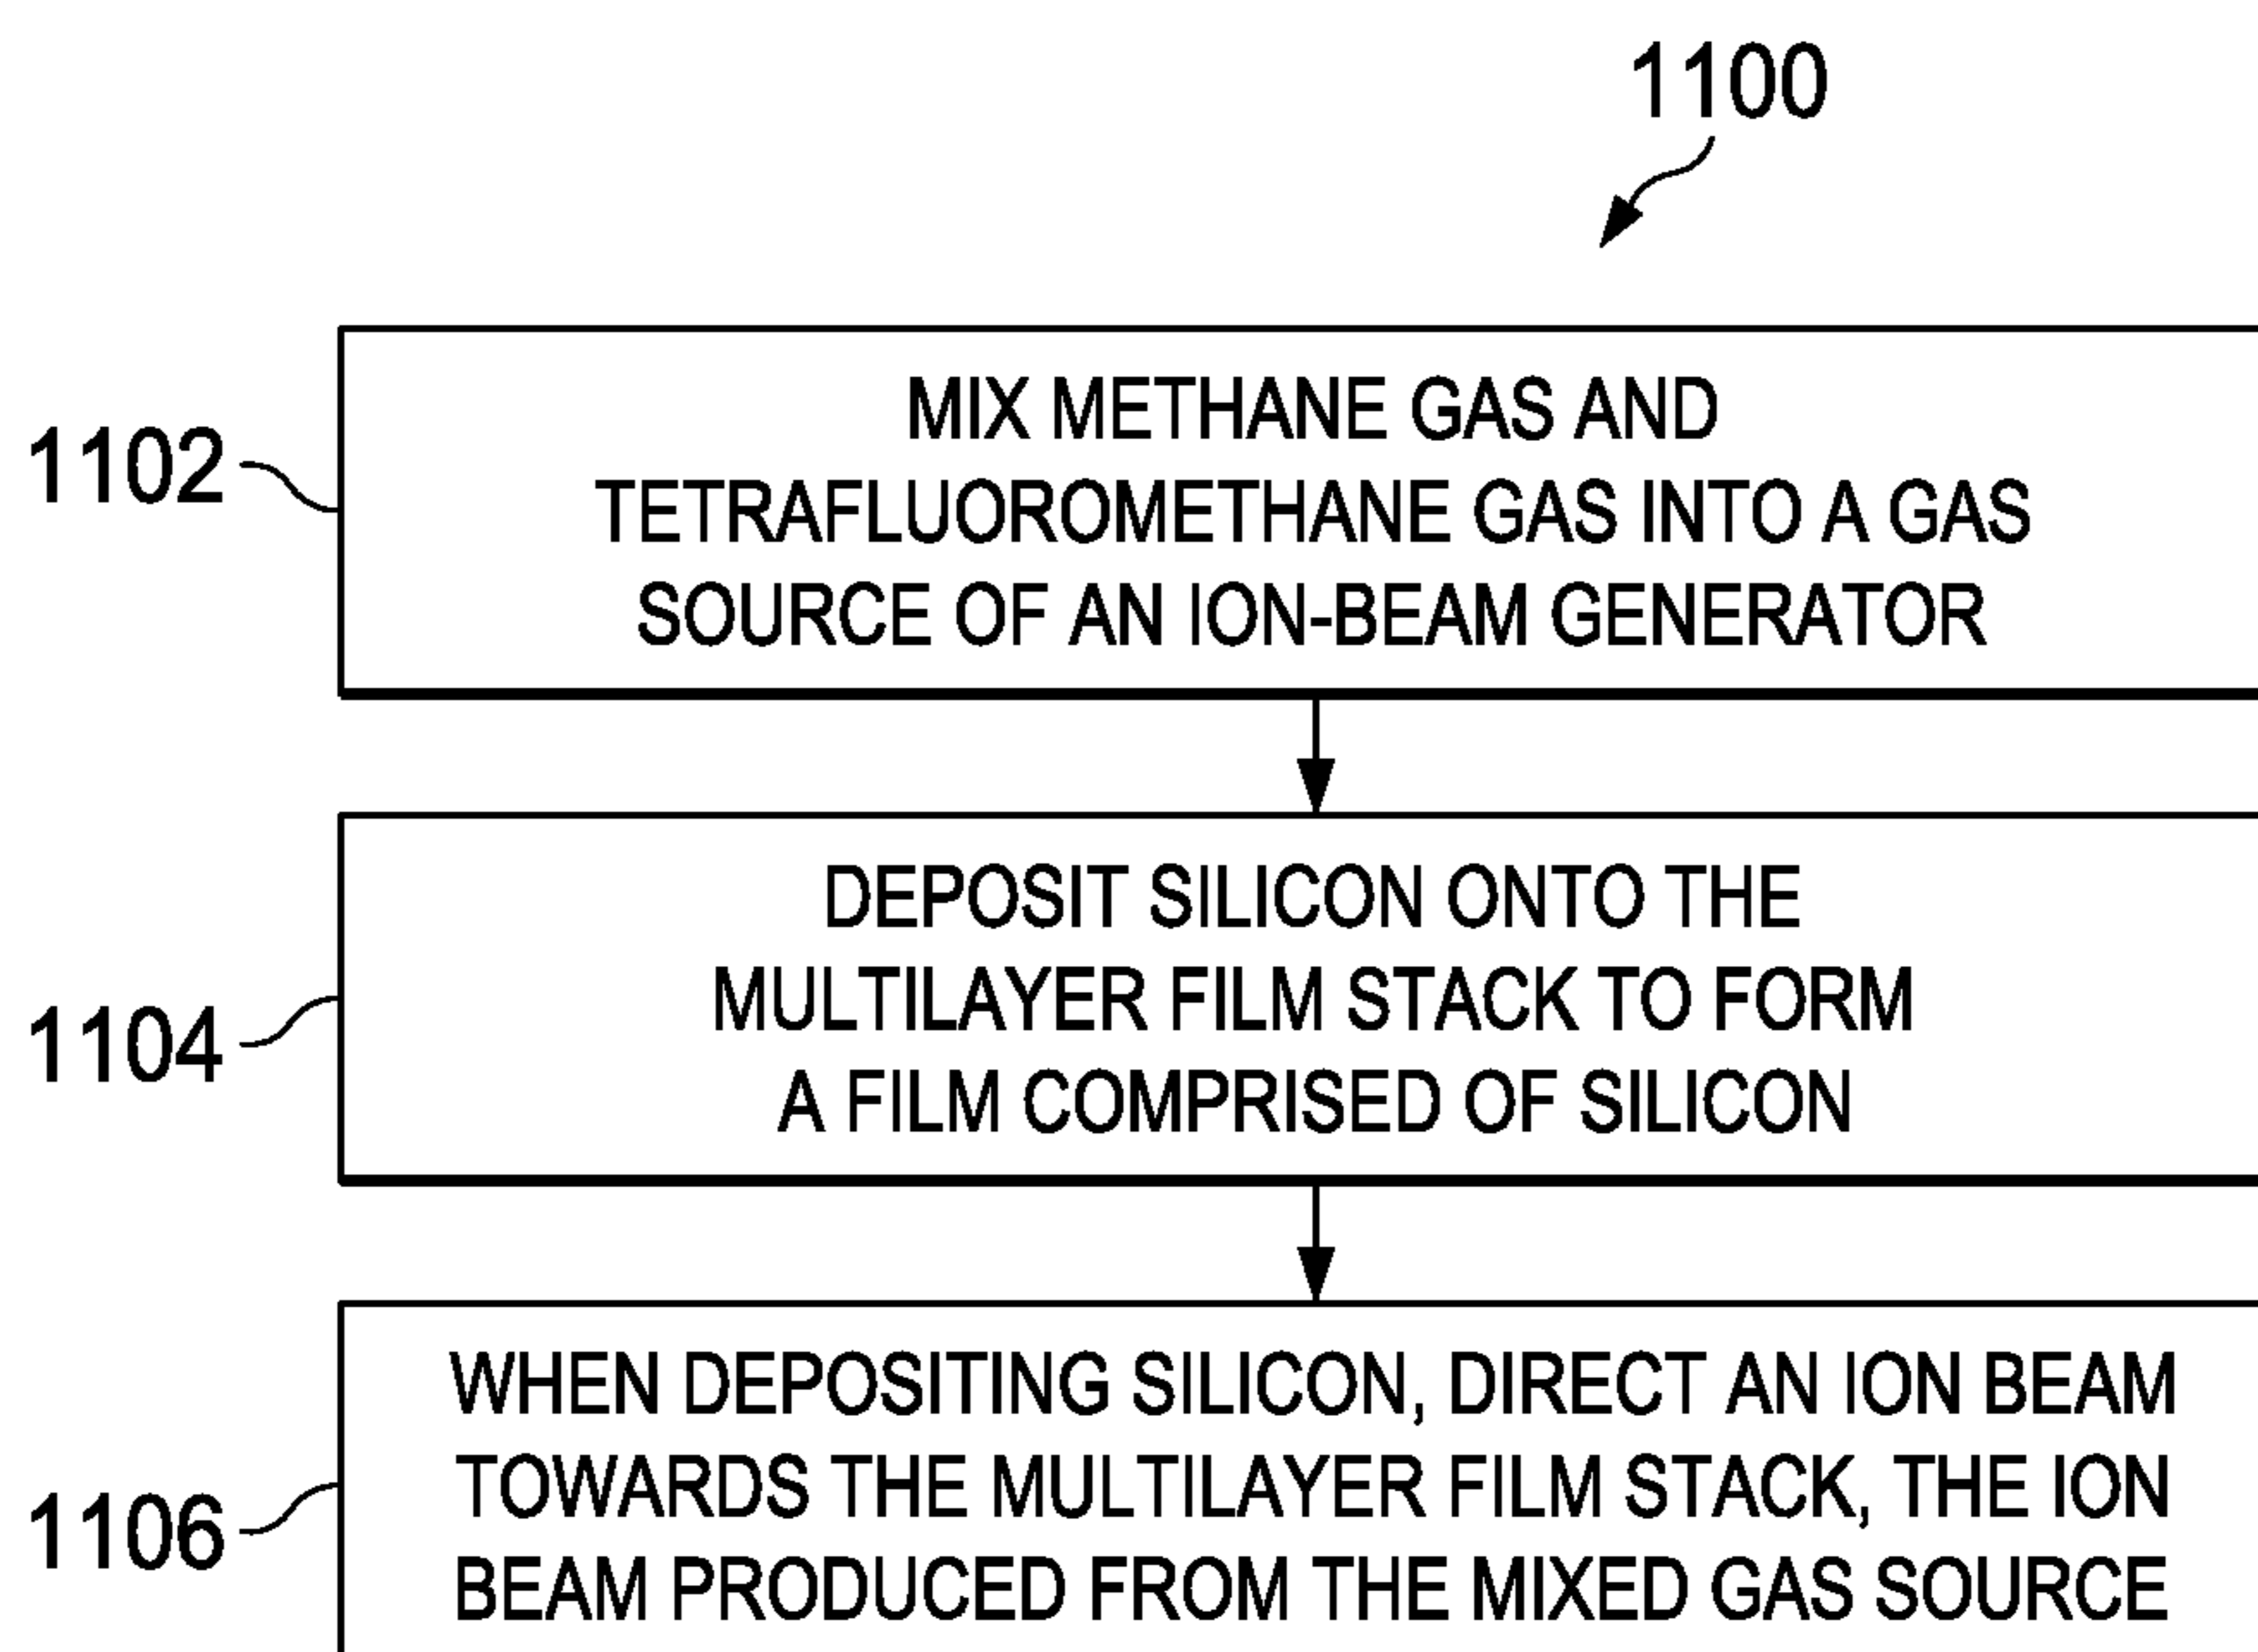 1100
1102
MIX METHANE GAS AND
TETRAFLUOROMETHANE GAS INTO A GAS
SOURCE OF AN ION-BEAM GENERATOR
1104
DEPOSIT SILICON ONTO THE
MULTILAYER FILM STACK TO FORM
A FILM COMPRISED OF SILICON
1106
WHEN DEPOSITING SILICON, DIRECT AN ION BEAM
TOWARDS THE MULTILAYER FILM STACK, THE ION
BEAM PRODUCED FROM THE MIXED GAS SOURCE